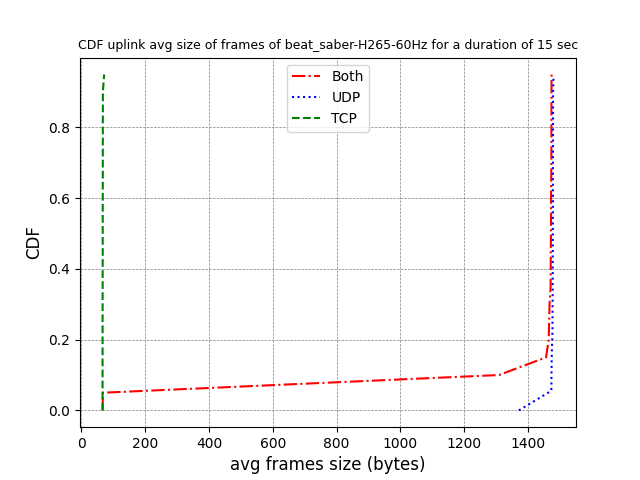 CDF uplink avg size of frames of beat_saber-H265-60Hz for a duration of 15 sec
Both
UDP
TCP
CDF
0.8
0.6
0.4
0.2
0.0
0 200 400 600 800 1000 1200 1400
avg frames size (bytes)